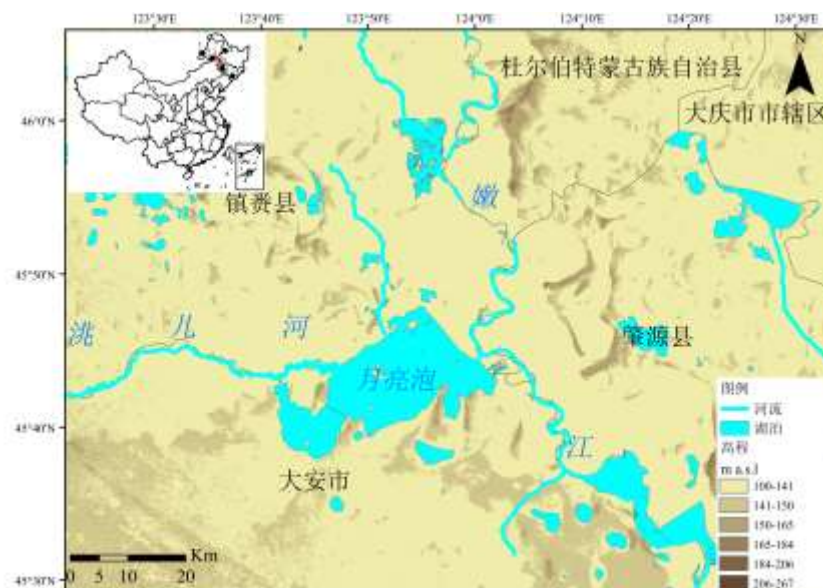 123°30'E 123°40'E 123°50'E 124°0'E 124°10'E 124°20'E 124°30'E
N
杜尔伯特蒙古族自治县
大庆市市辖区
46°0'N
镇赉县
嫩
45°50'N
洮儿河
肇源县
月亮泡
图例
河流
湖泊
45°40'N
江
高程
m a.s.l
大安市
100-141
141-150
150-165
165-184
184-206
206-267
Km
0 5 10 20
45°30'N